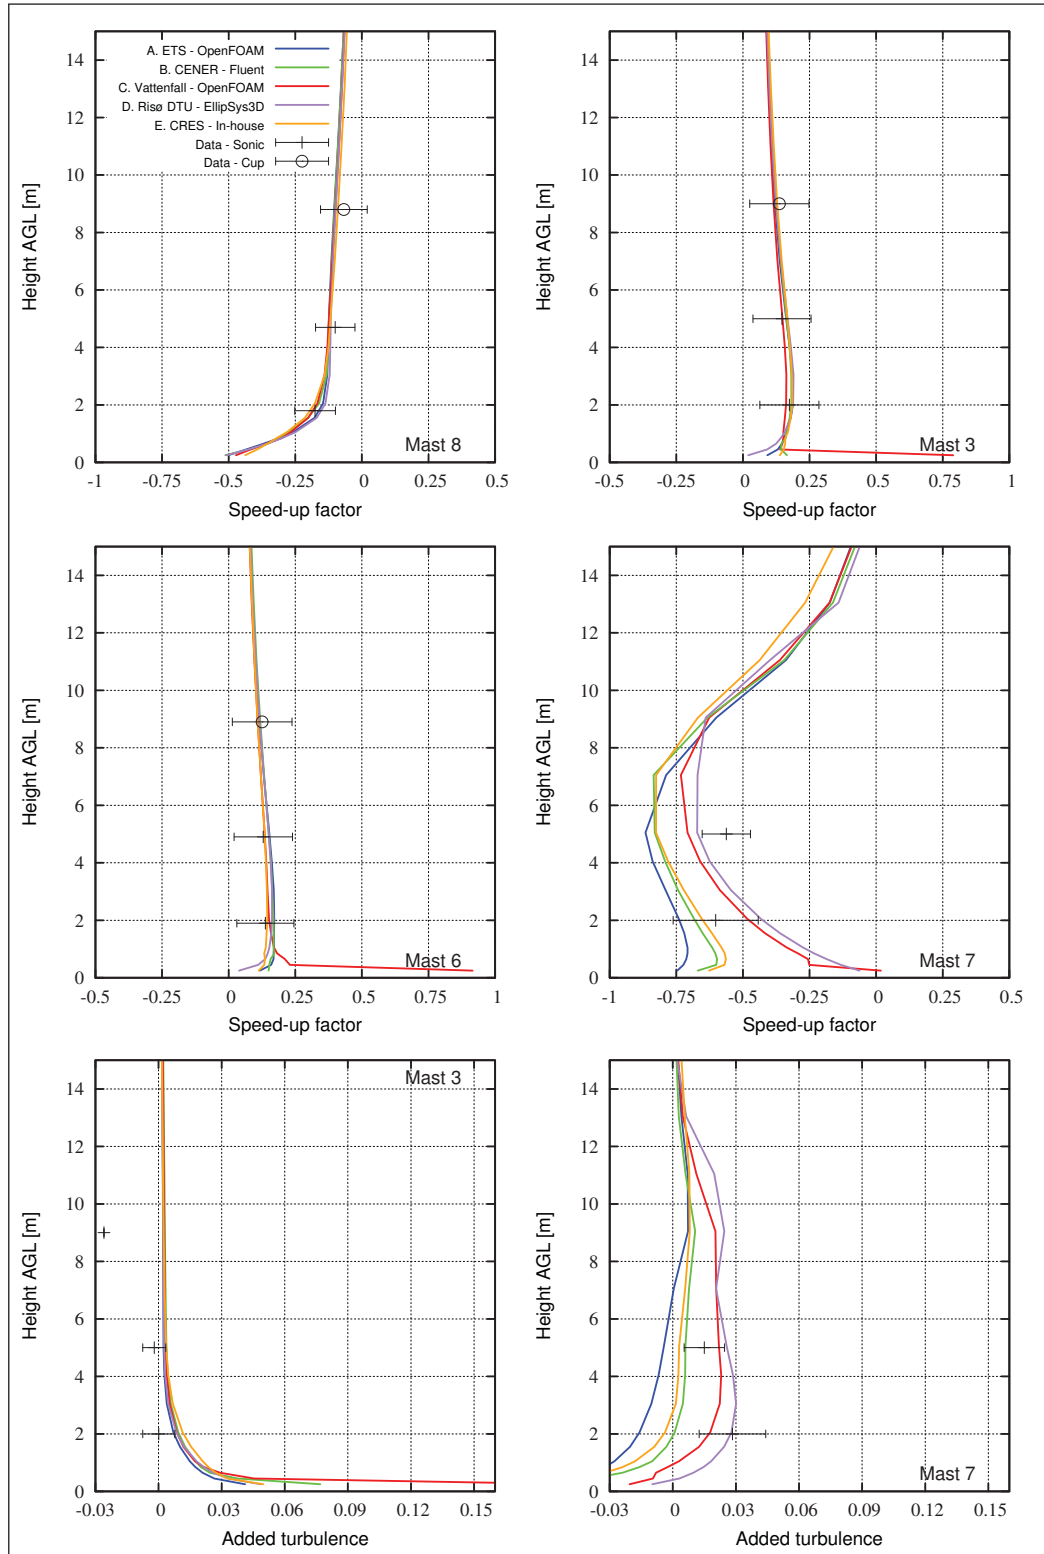 A. ETS - OpenFOAM
B. CENER - Fluent
C. Vattenfall - OpenFOAM
D. Risø DTU - EllipSys3D
E. CRES - In-house
Data - Sonic
Data - Cup
Height AGL [m]
14
12
10
8
6
4
2
0
-1 -0.75 -0.5 -0.25 0 0.25 0.5
Speed-up factor
Mast 8
Height AGL [m]
14
12
10
8
6
4
2
0
-0.5 -0.25 0 0.25 0.5 0.75 1
Speed-up factor
Mast 3
Height AGL [m]
14
12
10
8
6
4
2
0
-0.5 -0.25 0 0.25 0.5 0.75 1
Speed-up factor
Mast 6
Height AGL [m]
14
12
10
8
6
4
2
0
-1 -0.75 -0.5 -0.25 0 0.25 0.5
Speed-up factor
Mast 7
Mast 3
Height AGL [m]
14
12
10
8
6
4
2
0
-0.03 0 0.03 0.06 0.09 0.12 0.15
Added turbulence
Height AGL [m]
14
12
10
8
6
4
2
0
-0.03 0 0.03 0.06 0.09 0.12 0.15
Added turbulence
Mast 7